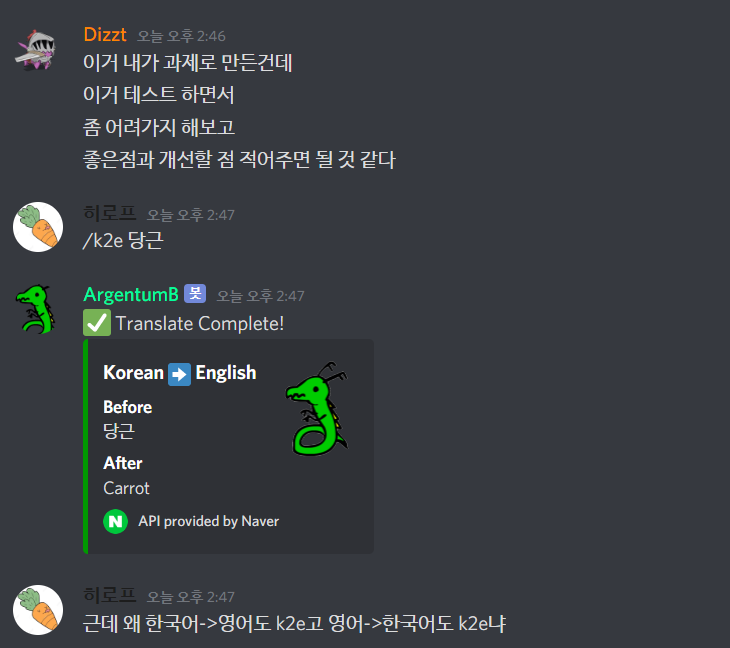 Dizzt 오늘 오후 2:46
이거 내가 과제로 만든건데
이거 테스트 하면서
좀 어려가지 해보고
좋은점과 개선할 점 적어주면 될 것 같다
히로프 오늘 오후 2:47
/k2e 당근
ArgentumB 봇 오늘 오후 2:47
Translate Complete!
Korean ➡ English
Before
당근
After
Carrot
N API provided by Naver
히로프 오늘 오후 2:47
근데 왜 한국어->영어도 k2e고 영어->한국어도 k2e냐